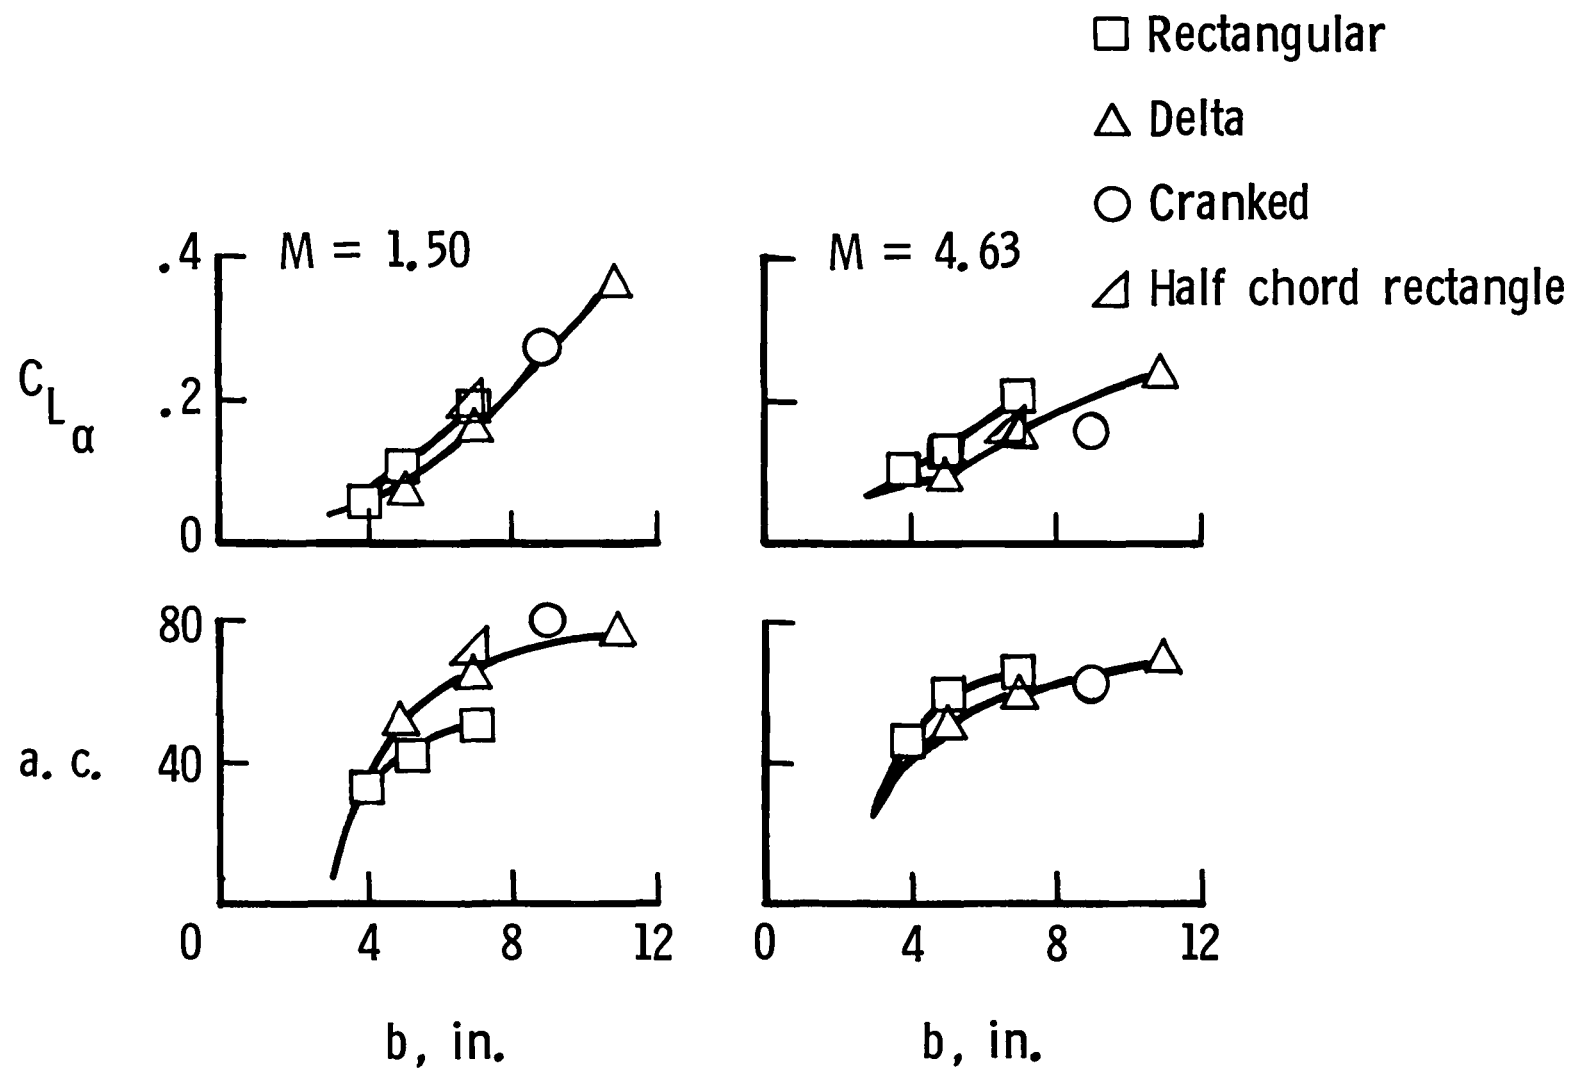 Rectangular
Delta
Cranked
Half chord rectangle
M = 1.50
M = 4.63
.4
.2
0
C_Lα
80
40
a. c.
0 4 8 12
0 4 8 12
b, in.
b, in.